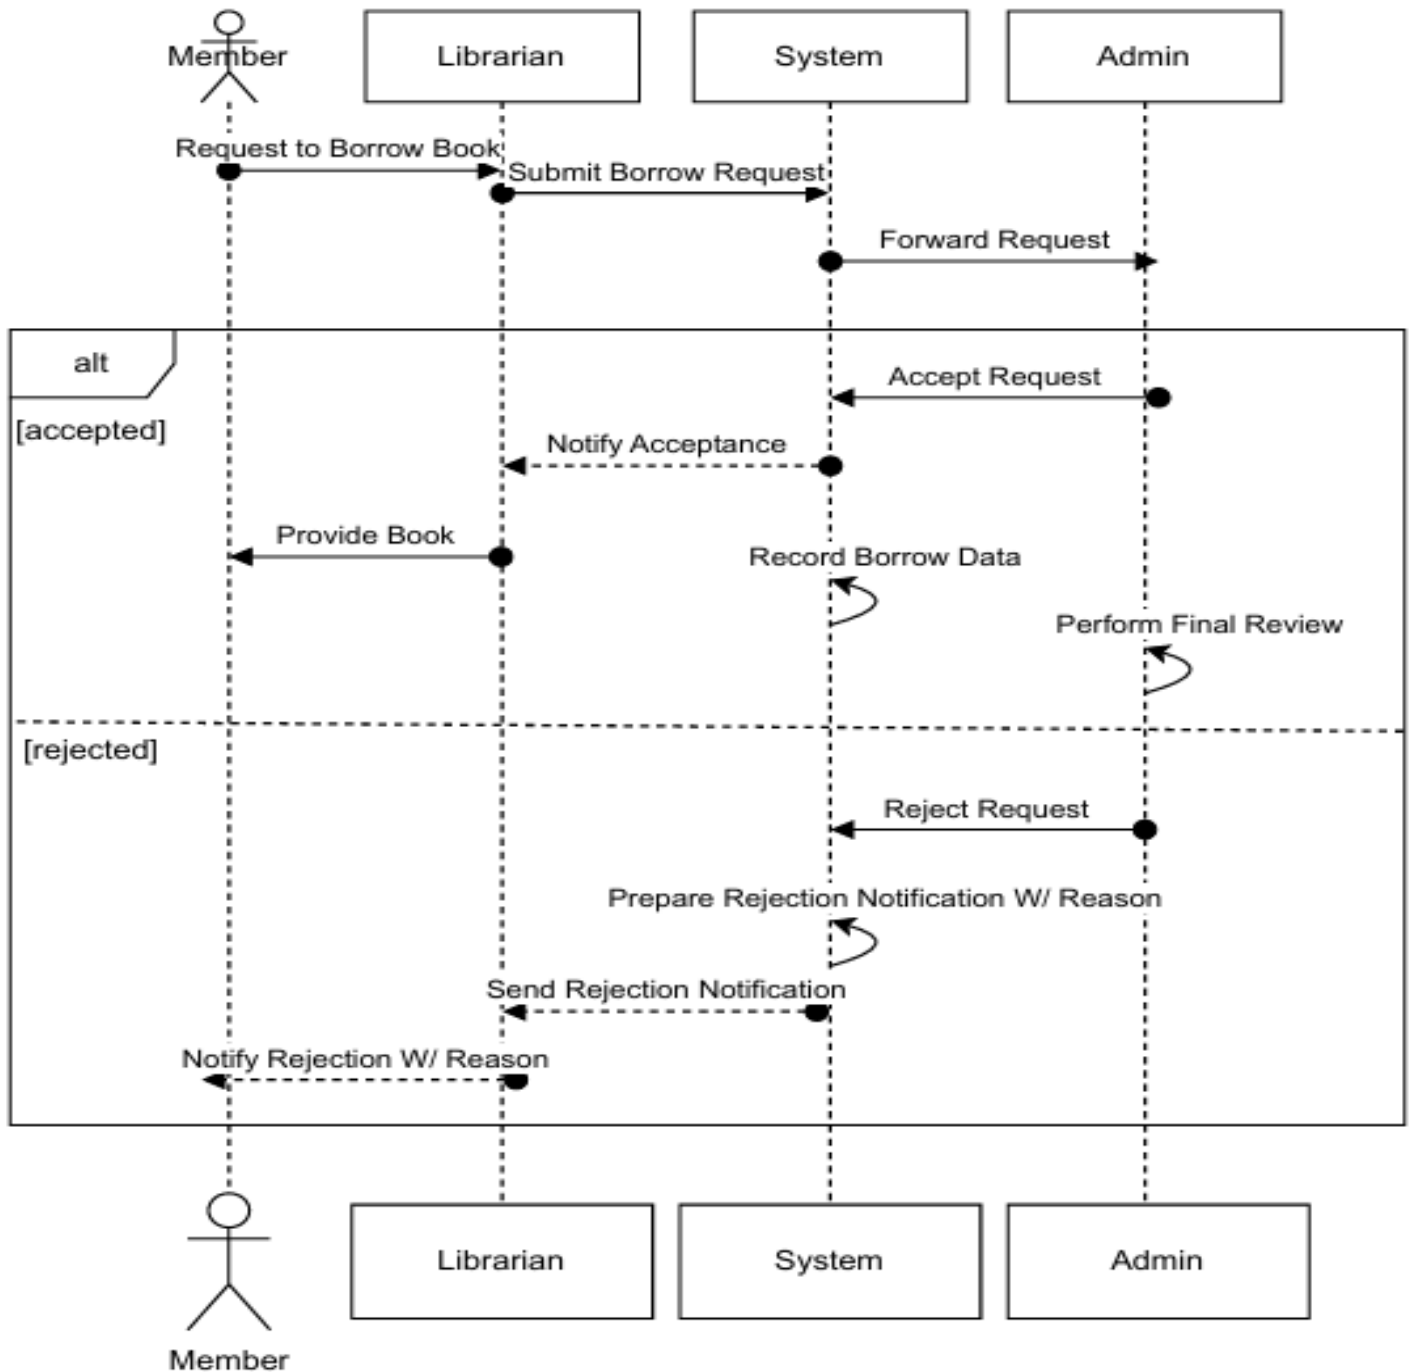 Member
Librarian
System
Admin
Request to Borrow Book
Submit Borrow Request
Forward Request
alt
Accept Request
[accepted]
Notify Acceptance
Provide Book
Record Borrow Data
Perform Final Review
[rejected]
Reject Request
Prepare Rejection Notification W/ Reason
Send Rejection Notification
Notify Rejection W/ Reason
Librarian
System
Admin
Member